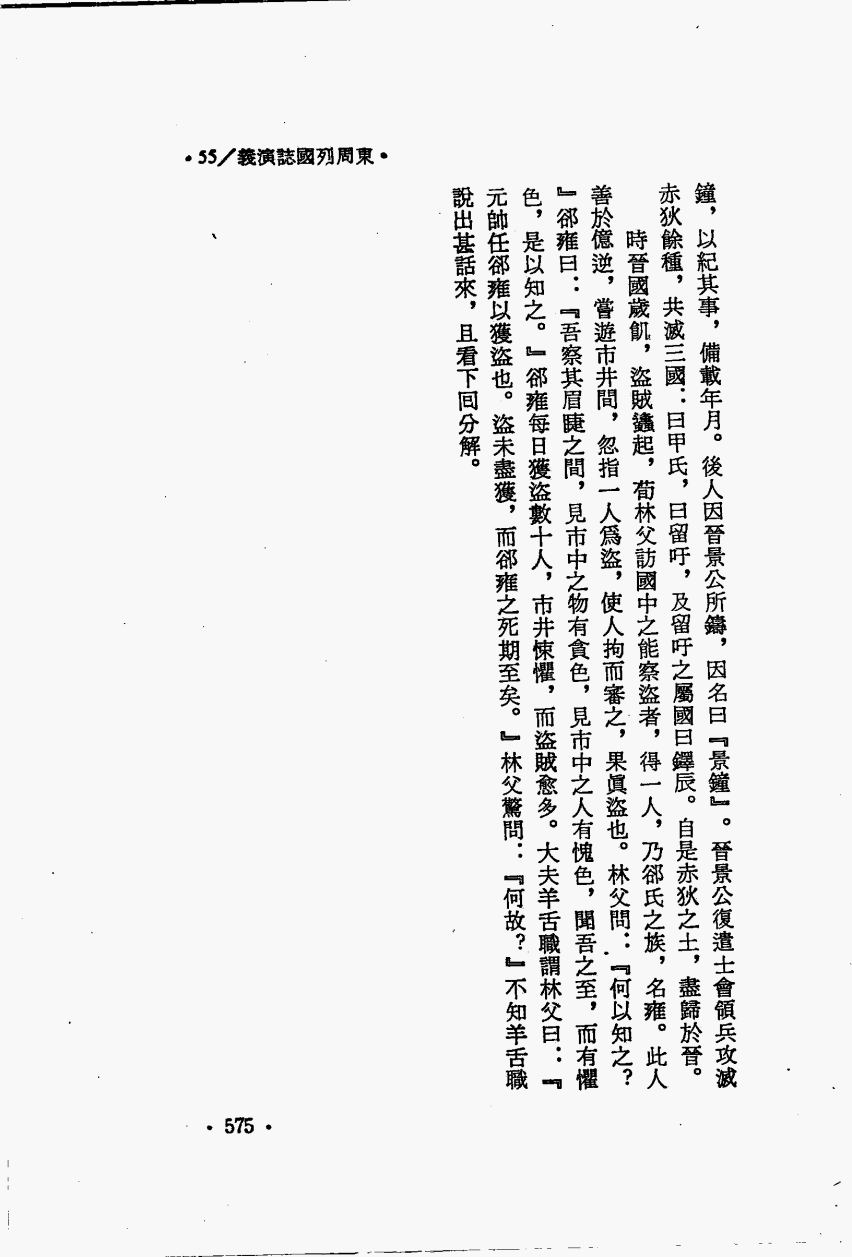 •東周列國誌演義／55•
鐘，以紀其事，備載年月。後人因晉景公所鑄，因名曰『景鐘』。晉景公復遣士會領兵攻滅
赤狄餘種，共滅三國：曰甲氏，曰留吁，及留吁之屬國曰鐸辰。自是赤狄之土，盡歸於晉。
時晉國歲飢，盜賊蠭起，荀林父訪國中之能察盜者，得一人，乃郤氏之族，名雍。此人
善於億逆，嘗遊市井間，忽指一人爲盜，使人拘而審之，果眞盜也。林父問：『何以知之？
』郤雍曰：『吾察其眉睫之間，見市中之物有貪色，見市中之人有愧色，聞吾之至，而有懼
色，是以知之。』郤雍每日獲盜數十人，市井悚懼，而盜賊愈多。大夫羊舌職謂林父曰：『
元帥任郤雍以獲盜也。盜未盡獲，而郤雍之死期至矣。』林父驚問：『何故？』不知羊舌職
說出甚話來，且看下囘分解。
•575•